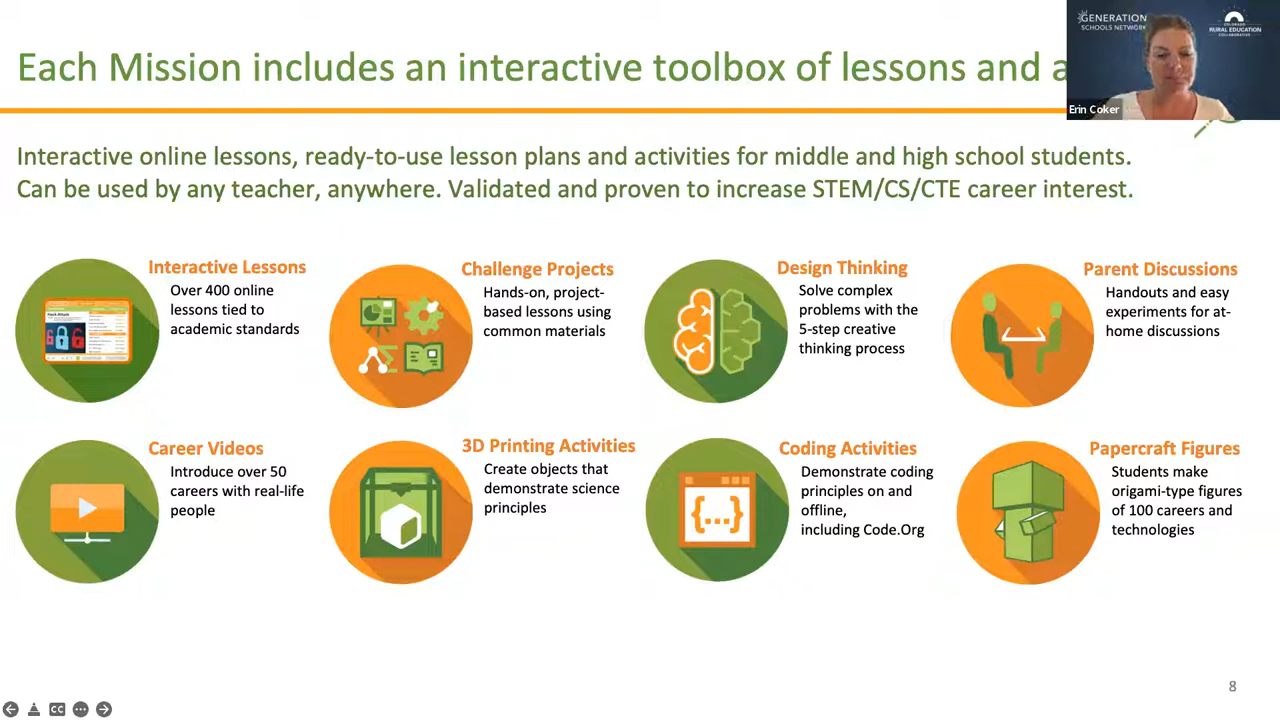 Each Mission includes an interactive toolbox of lessons and a
GENERATION
SCHOOLS NETWORK
COLORADO
RURAL EDUCATION
COLLABORATIVE
Erin Coker
Interactive online lessons, ready-to-use lesson plans and activities for middle and high school students.
Can be used by any teacher, anywhere. Validated and proven to increase STEM/CS/CTE career interest.
Interactive Lessons
Over 400 online
lessons tied to
academic standards
Challenge Projects
Hands-on, project-
based lessons using
common materials
Design Thinking
Solve complex
problems with the
5-step creative
thinking process
Parent Discussions
Handouts and easy
experiments for at-
home discussions
Career Videos
Introduce over 50
careers with real-life
people
3D Printing Activities
Create objects that
demonstrate science
principles
Coding Activities
Demonstrate coding
principles on and
offline,
including Code.Org
{...}
Papercraft Figures
Students make
origami-type figures
of 100 careers and
technologies
8
CC